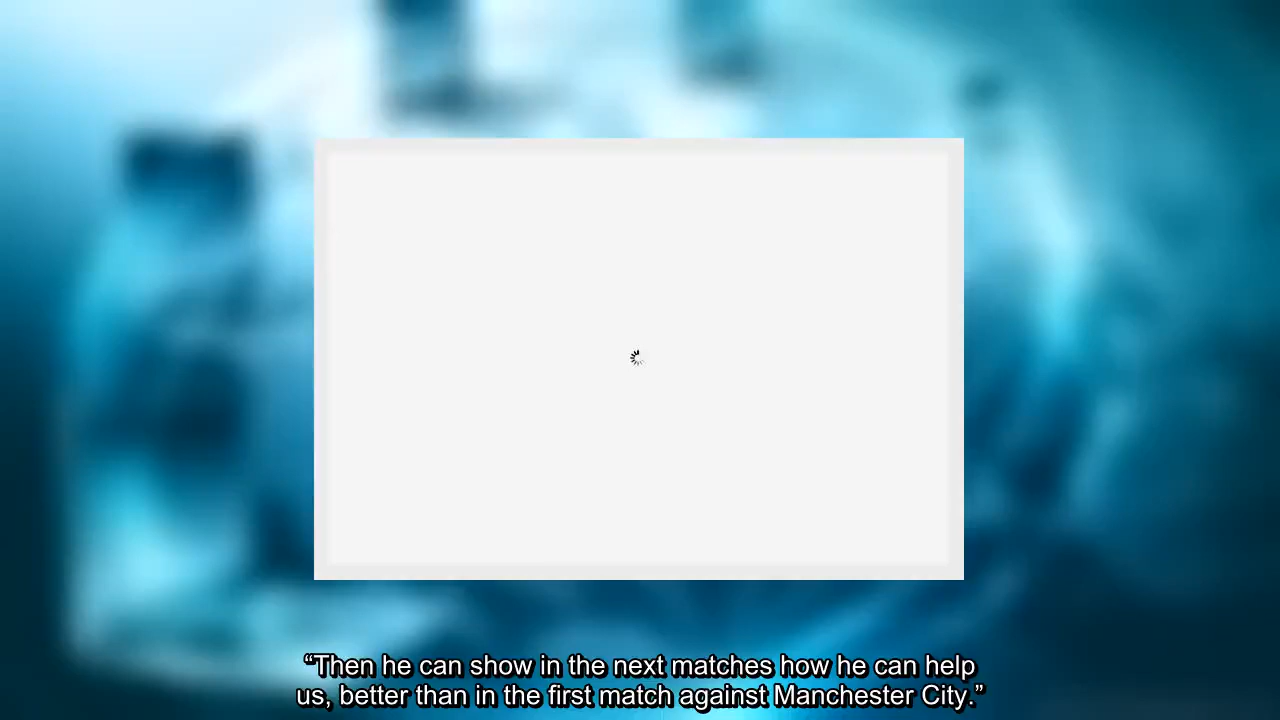 “Then he can show in the next matches how he can help
us, better than in the first match against Manchester City.”